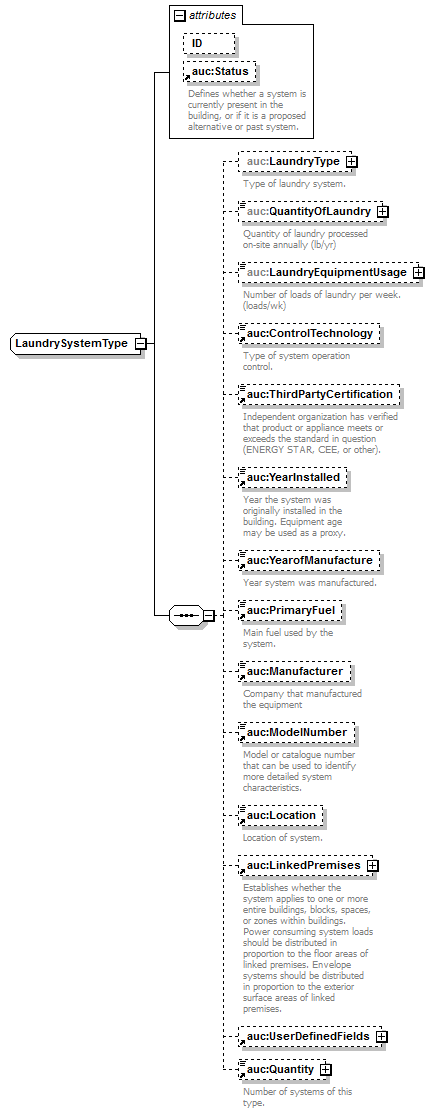 attributes
ID
auc:Status
Defines whether a system is
currently present in the
building, or if it is a proposed
alternative or past system.
auc:LaundryType
Type of laundry system.
auc:QuantityOfLaundry
Quantity of laundry processed
on-site annually (lb/yr)
auc:LaundryEquipmentUsage
Number of loads of laundry per week.
(loads/wk)
LaundrySystemType
auc:ControlTechnology
Type of system operation
control.
auc:ThirdPartyCertification
Independent organization has verified
that product or appliance meets or
exceeds the standard in question
(ENERGY STAR, CEE, or other).
auc:YearInstalled
Year the system was
originally installed in the
building. Equipment age
may be used as a proxy.
auc:YearofManufacture
Year system was manufactured.
auc:PrimaryFuel
Main fuel used by the
system.
auc:Manufacturer
Company that manufactured
the equipment
auc:ModelNumber
Model or catalogue number
that can be used to identify
more detailed system
characteristics.
auc:Location
Location of system.
auc:LinkedPremises
Establishes whether the
system applies to one or more
entire buildings, blocks, spaces,
or zones within buildings.
Power consuming system loads
should be distributed in
proportion to the floor areas of
linked premises. Envelope
systems should be distributed
in proportion to the exterior
surface areas of linked
premises.
auc:UserDefinedFields
auc:Quantity
Number of systems of this
type.